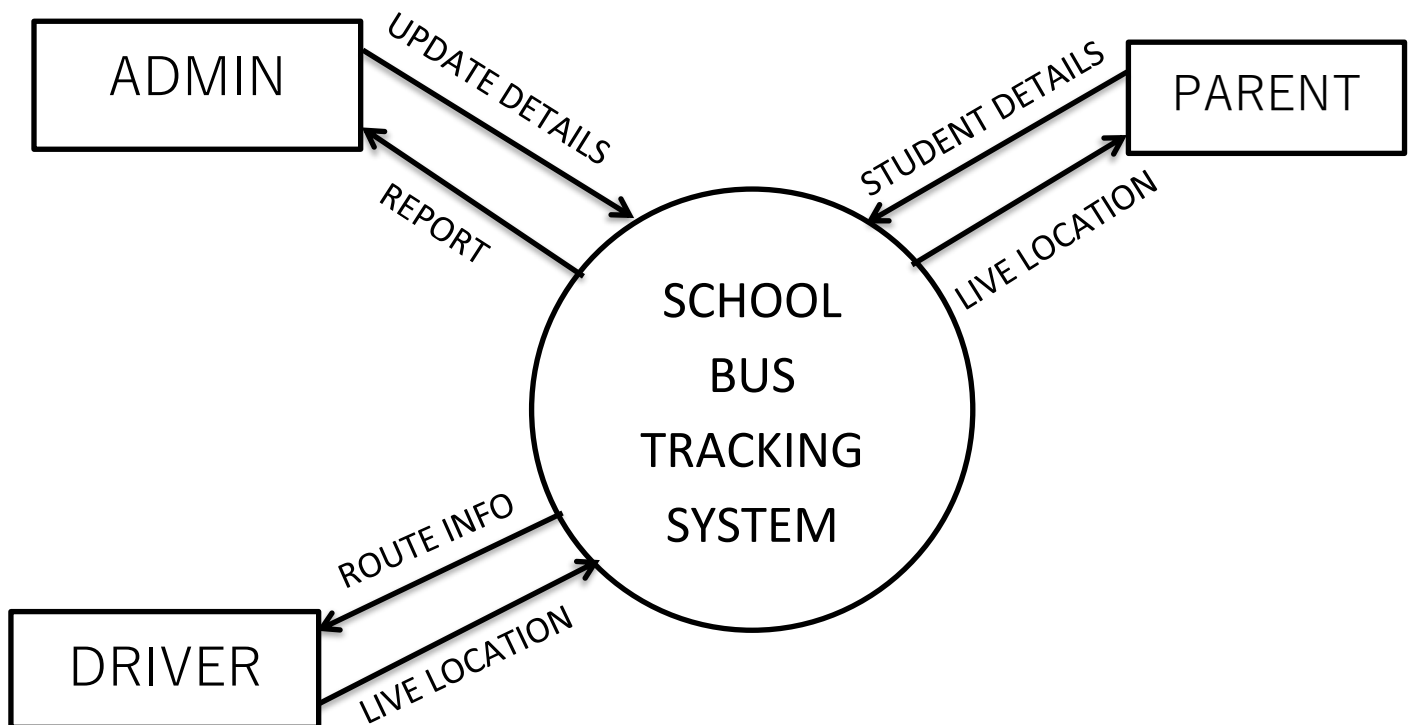 ADMIN
UPDATE DETAILS
REPORT
STUDENT DETAILS
PARENT
LIVE LOCATION
SCHOOL
BUS
TRACKING
SYSTEM
ROUTE INFO
DRIVER
LIVE LOCATION